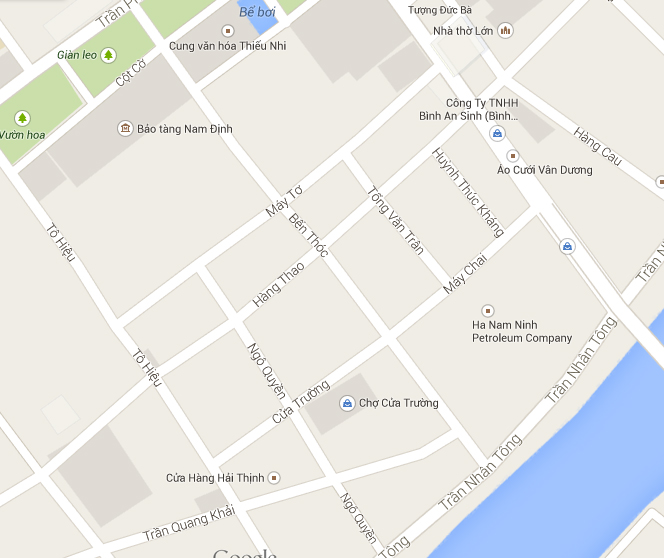 Trần P
Bể bơi
Tượng Đức Bà
Nhà thờ Lớn
Cung văn hóa Thiếu Nhi
Giàn leo
Cột Cờ
Vườn hoa
Bảo tàng Nam Định
Công Ty TNHH
Bình An Sinh (Bình...
Hàng Cau
Áo Cưới Vân Dương
Huỳnh Thúc Kháng
Máy Tơ
Tống Văn Trân
Bến Thóc
Tô Hiệu
Trần N
Máy Chai
Hàng Thao
Ha Nam Ninh
Petroleum Company
Trần Nhân Tông
Tô Hiệu
Ngô Quyền
Cửa Trường
Chợ Cửa Trường
Trần Nhân Tông
Cửa Hàng Hải Thịnh
Trần Quang Khải
Ngô Quyền
Tông
Google